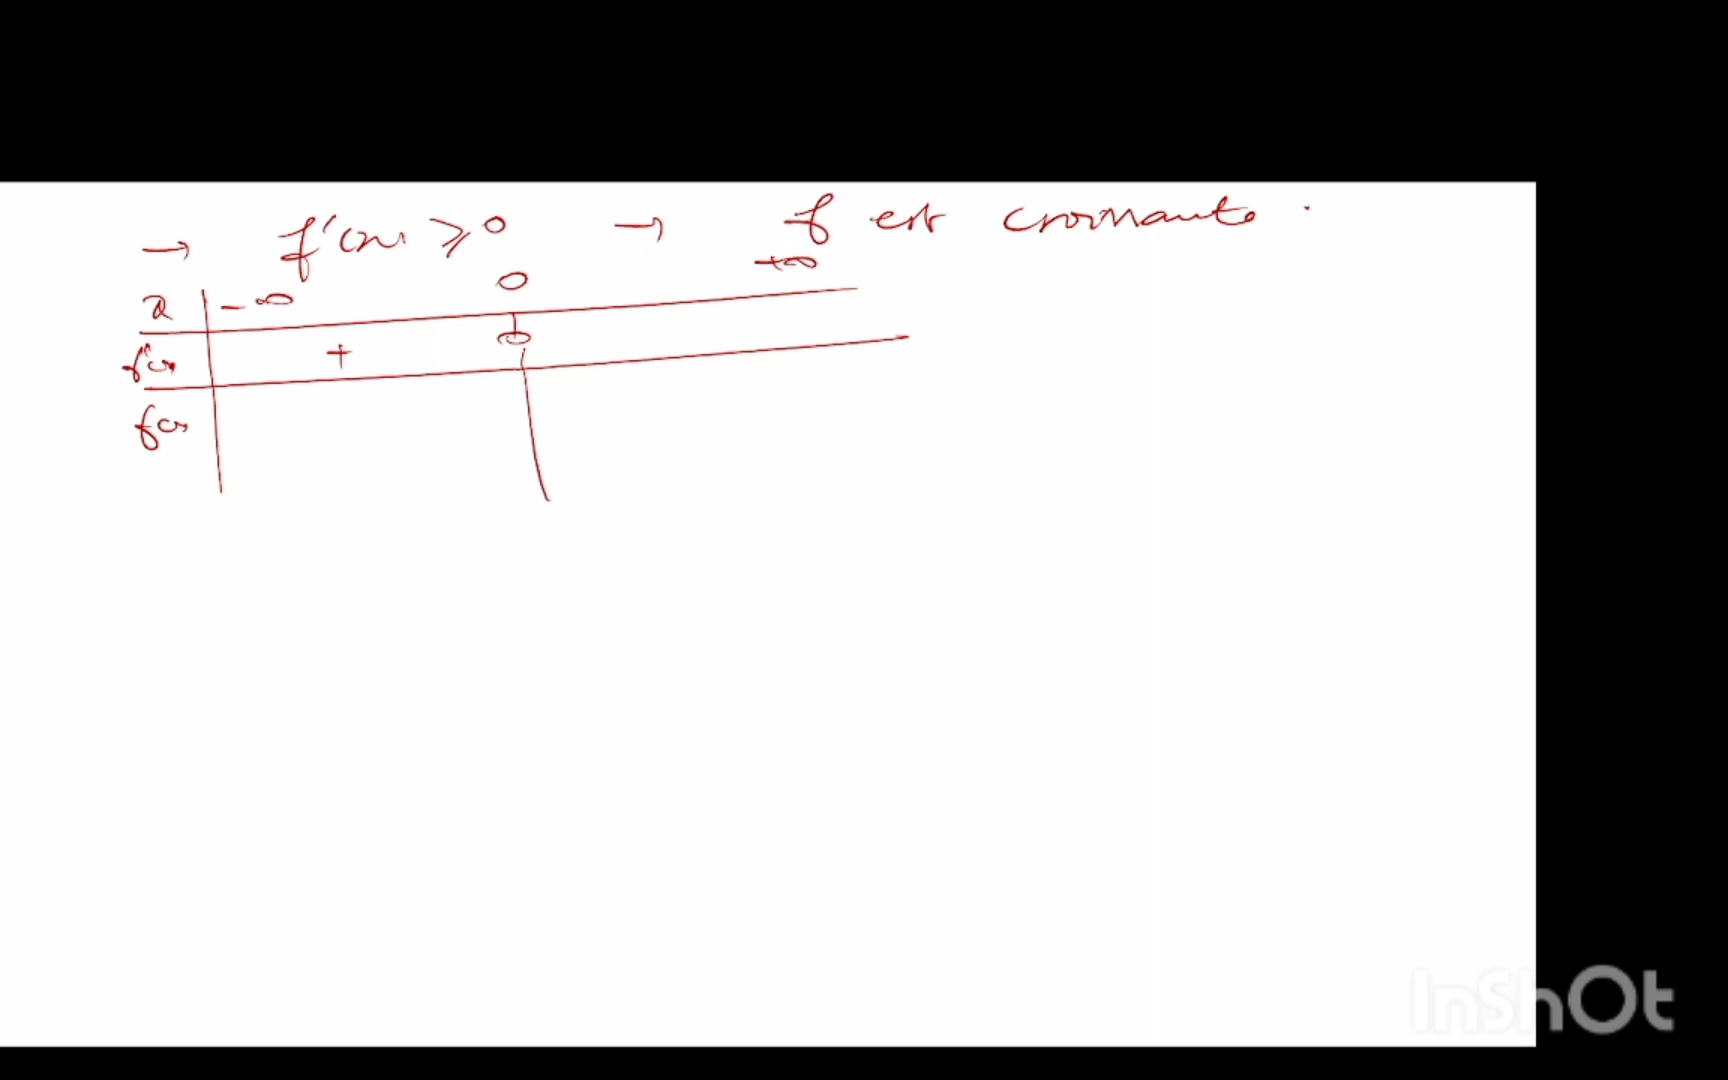 → f'(x) ⩾ 0 → f est croissante.
x -∞ 0 +∞
f'(x) + 0
f(x)
InShOt